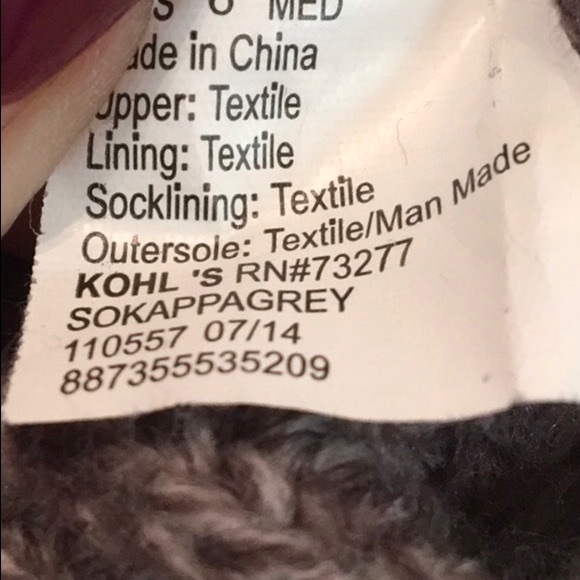 MED
Made in China
Upper: Textile
Lining: Textile
Socklining: Textile
Outersole: Textile/Man Made
KOHL 'S RN#73277
SOKAPPAGREY
110557 07/14
887355535209